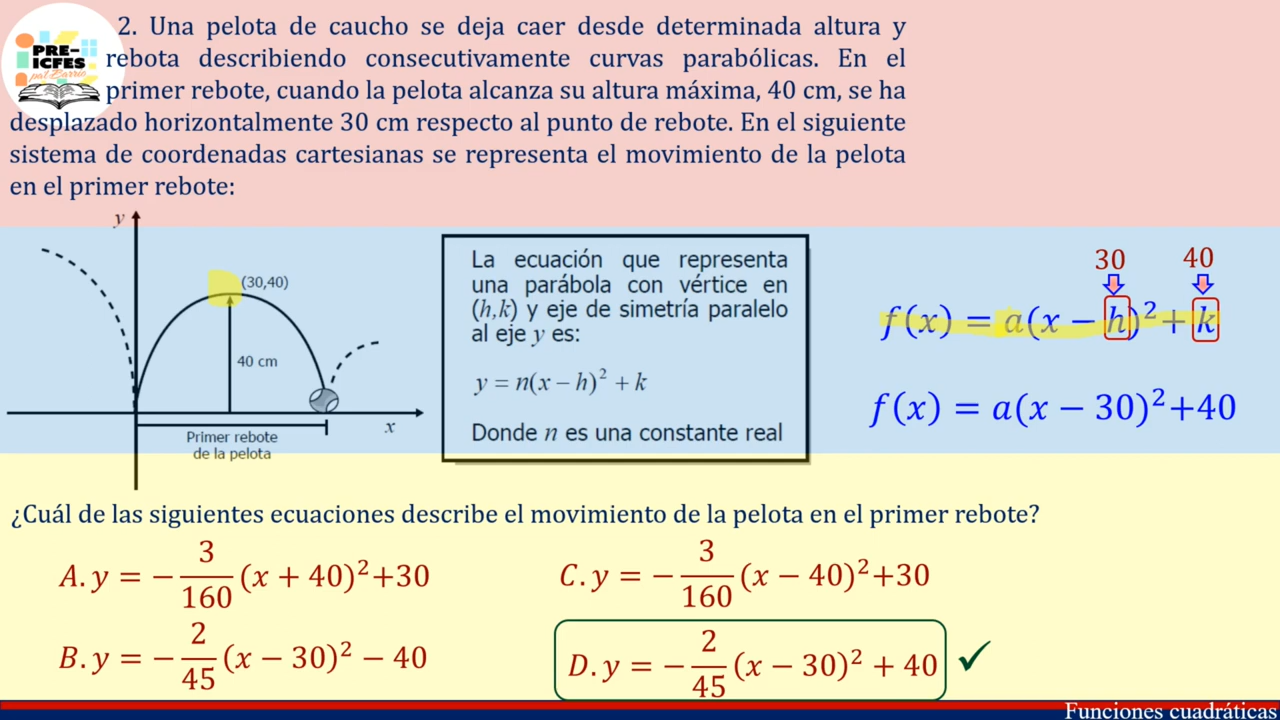 2. Una pelota de caucho se deja caer desde determinada altura y
PRE-
ICFES
pat Barrio
rebota describiendo consecutivamente curvas parabólicas. En el
primer rebote, cuando la pelota alcanza su altura máxima, 40 cm, se ha
desplazado horizontalmente 30 cm respecto al punto de rebote. En el siguiente
sistema de coordenadas cartesianas se representa el movimiento de la pelota
en el primer rebote:
y
(30,40)
40 cm
x
Primer rebote
de la pelota
La ecuación que representa
una parábola con vértice en
(h,k) y eje de simetría paralelo
al eje y es:
y = n(x − h)² + k
Donde n es una constante real
30 40
f(x) = a(x − h)² + k
f(x) = a(x − 30)²+40
¿Cuál de las siguientes ecuaciones describe el movimiento de la pelota en el primer rebote?
A. y = −3/160(x + 40)²+30
C. y = −3/160(x − 40)²+30
B. y = −2/45(x − 30)² − 40
D. y = −2/45(x − 30)² + 40 ✓
Funciones cuadráticas